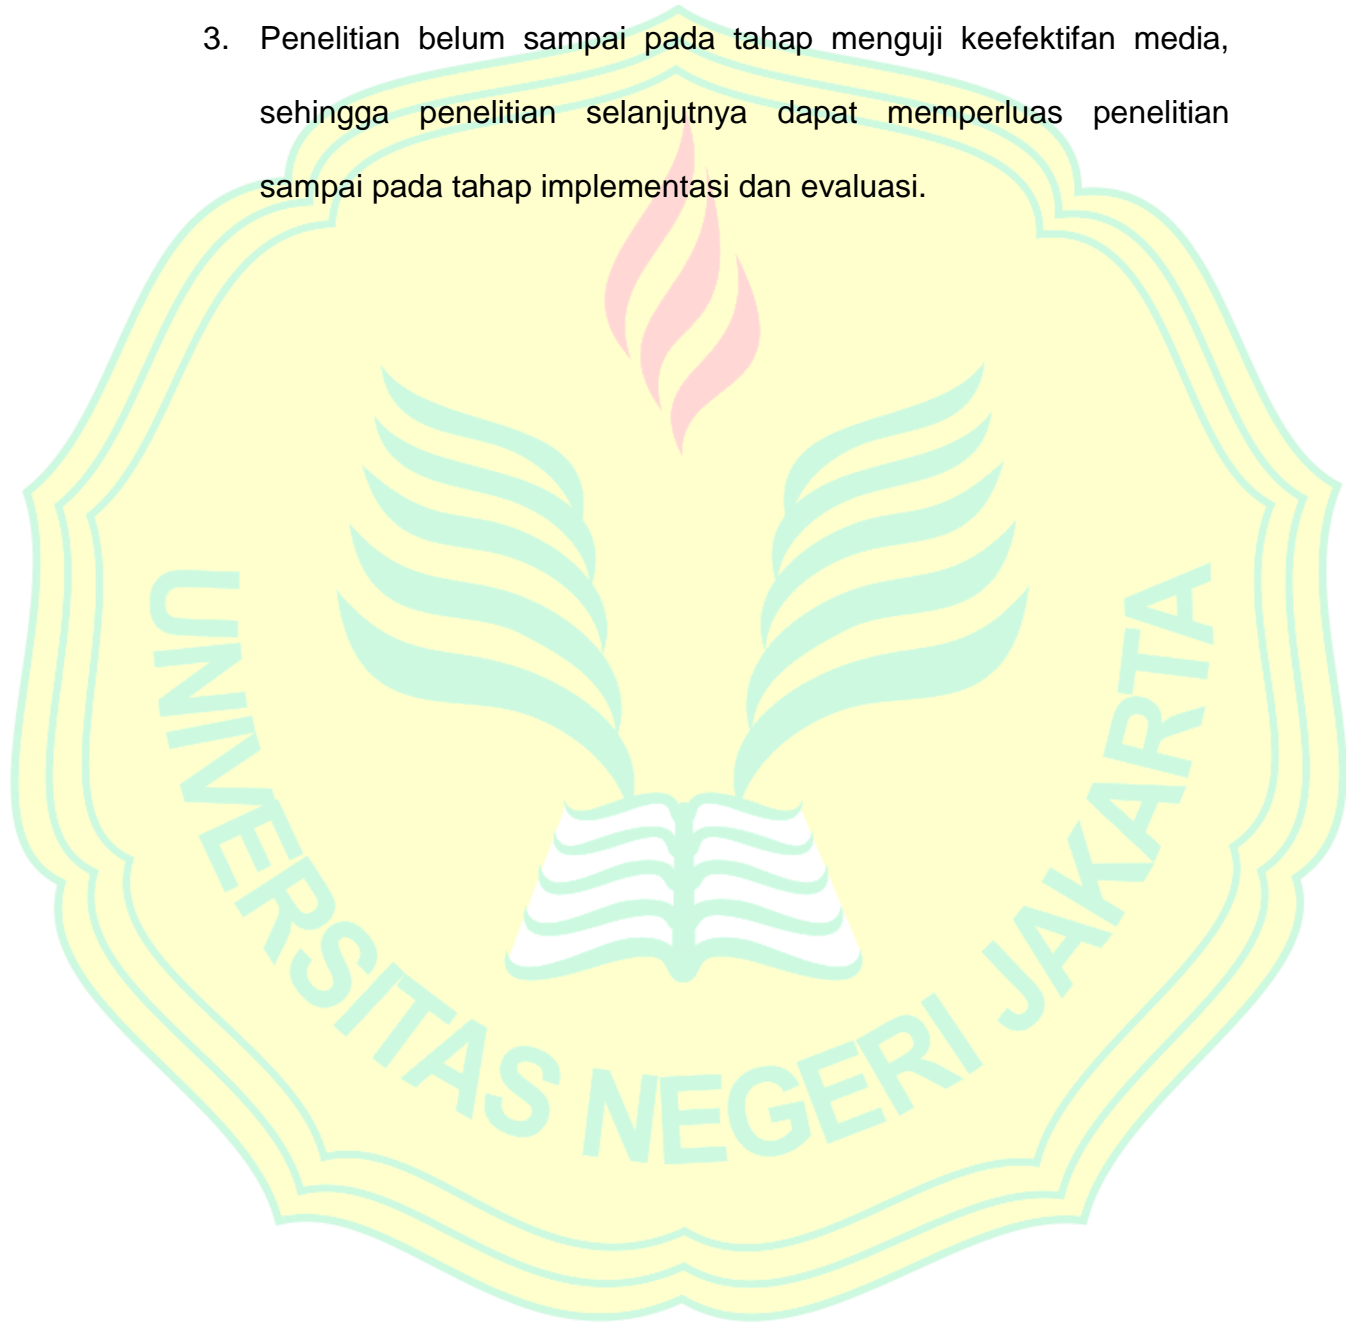 3. Penelitian belum sampai pada tahap menguji keefektifan media,
sehingga penelitian selanjutnya dapat memperluas penelitian
sampai pada tahap implementasi dan evaluasi.
UNIVERSITAS NEGERI JAKARTA